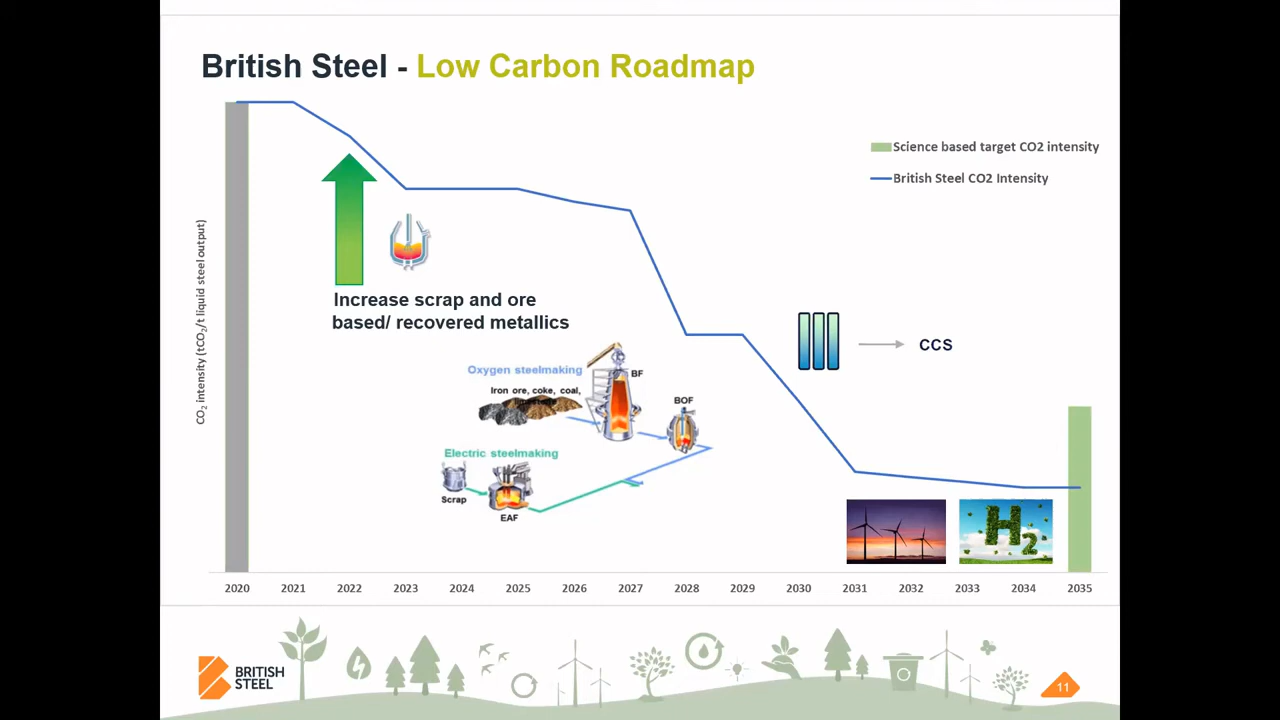 British Steel - Low Carbon Roadmap
Science based target CO2 intensity
British Steel CO2 Intensity
CO2 intensity (tCO2/t liquid steel output)
Increase scrap and ore
based/ recovered metallics
CCS
Oxygen steelmaking
BF
Iron ore, coke, coal,
BOF
Electric steelmaking
Scrap
EAF
H2
2020 2021 2022 2023 2024 2025 2026 2027 2028 2029 2030 2031 2032 2033 2034 2035
BRITISH
STEEL
11